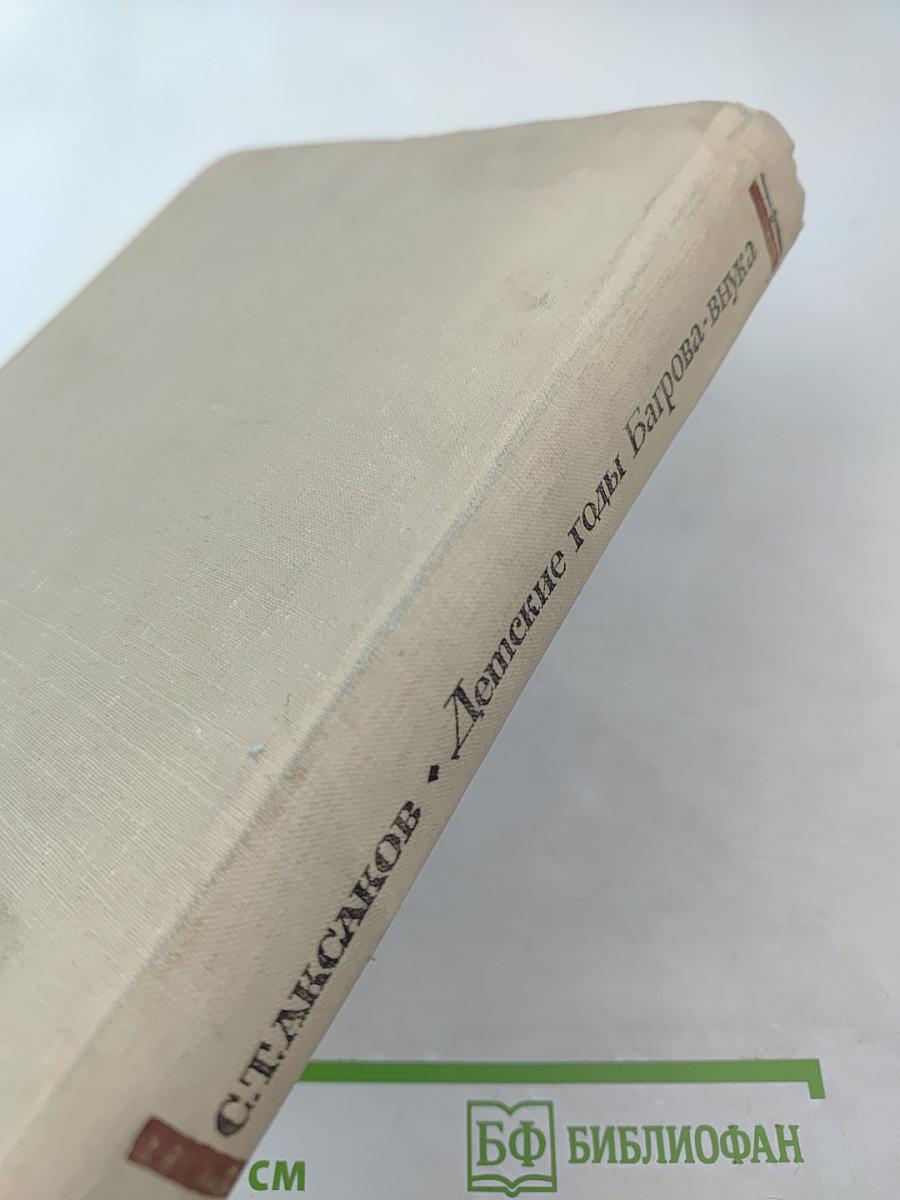 С.Т.АКСАКОВ • Детские годы Багрова-внука
СМ
БФ БИБЛИОФАН